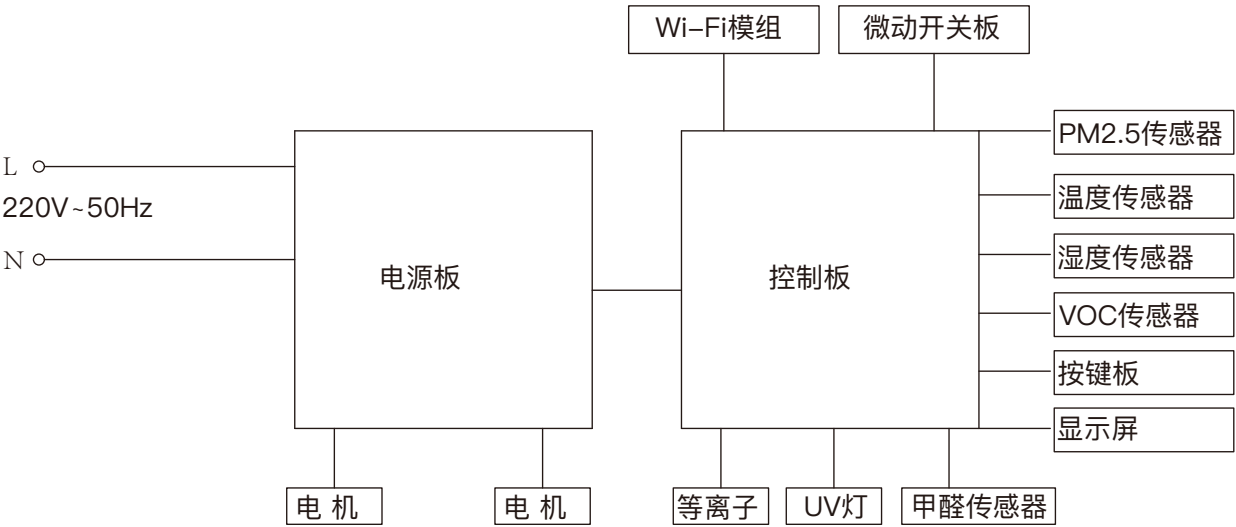 Wi-Fi模组
微动开关板
PM2.5传感器
L
220V~50Hz
N
温度传感器
湿度传感器
电源板
控制板
VOC传感器
按键板
显示屏
电 机
电 机
等离子
UV灯
甲醛传感器